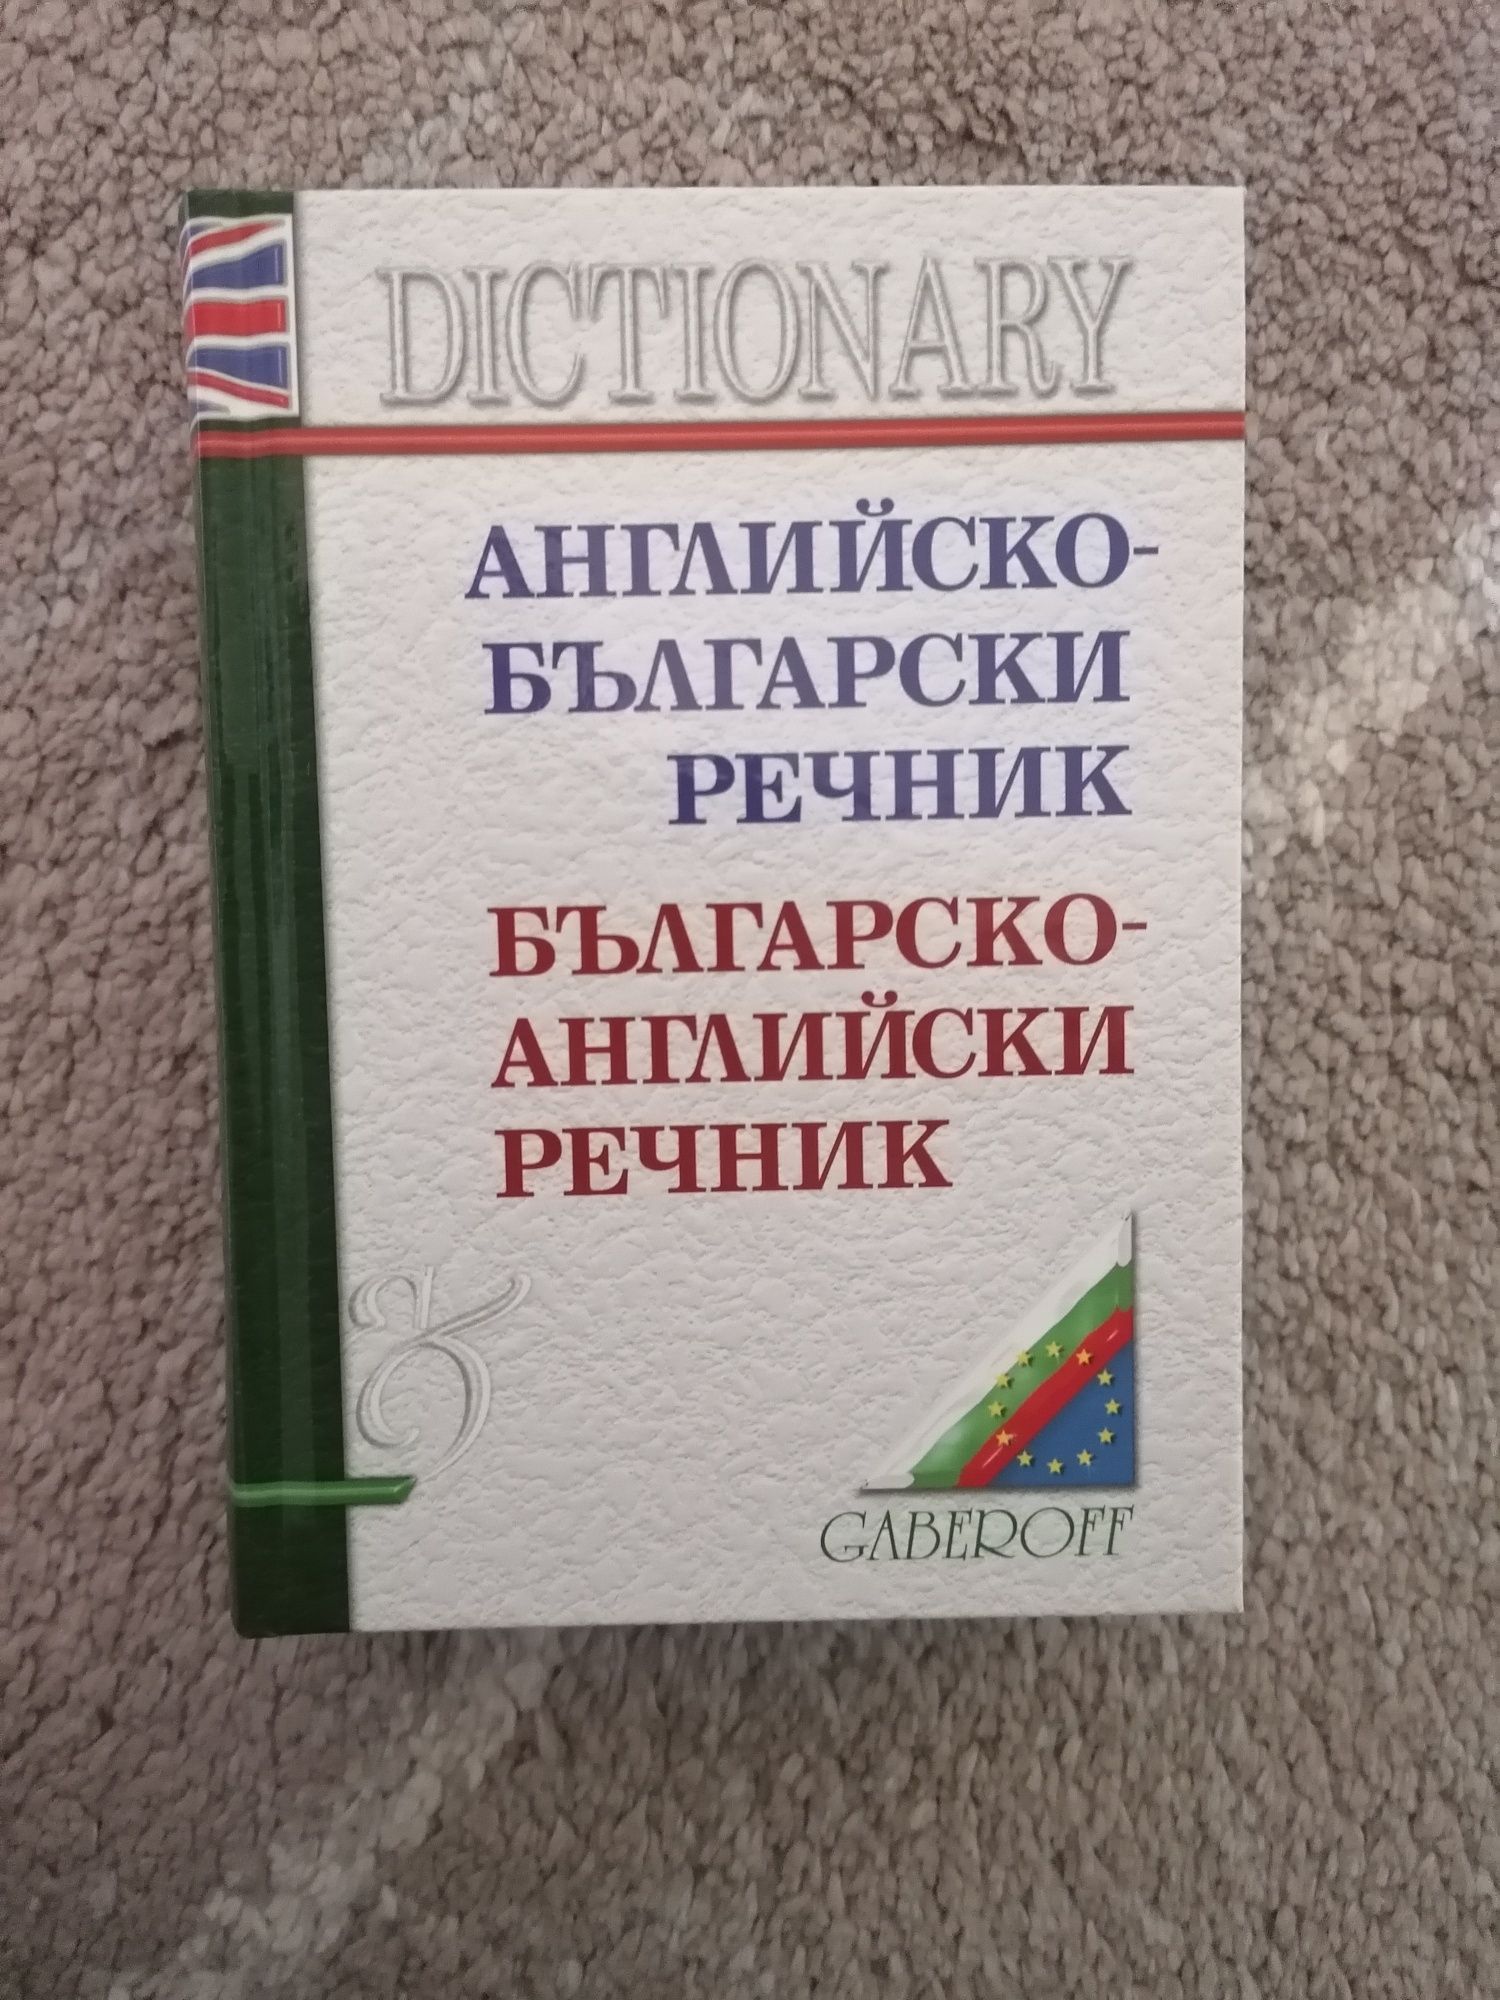 DICTIONARY
АНГЛИЙСКО-
БЪЛГАРСКИ
РЕЧНИК
БЪЛГАРСКО-
АНГЛИЙСКИ
РЕЧНИК
GABEROFF